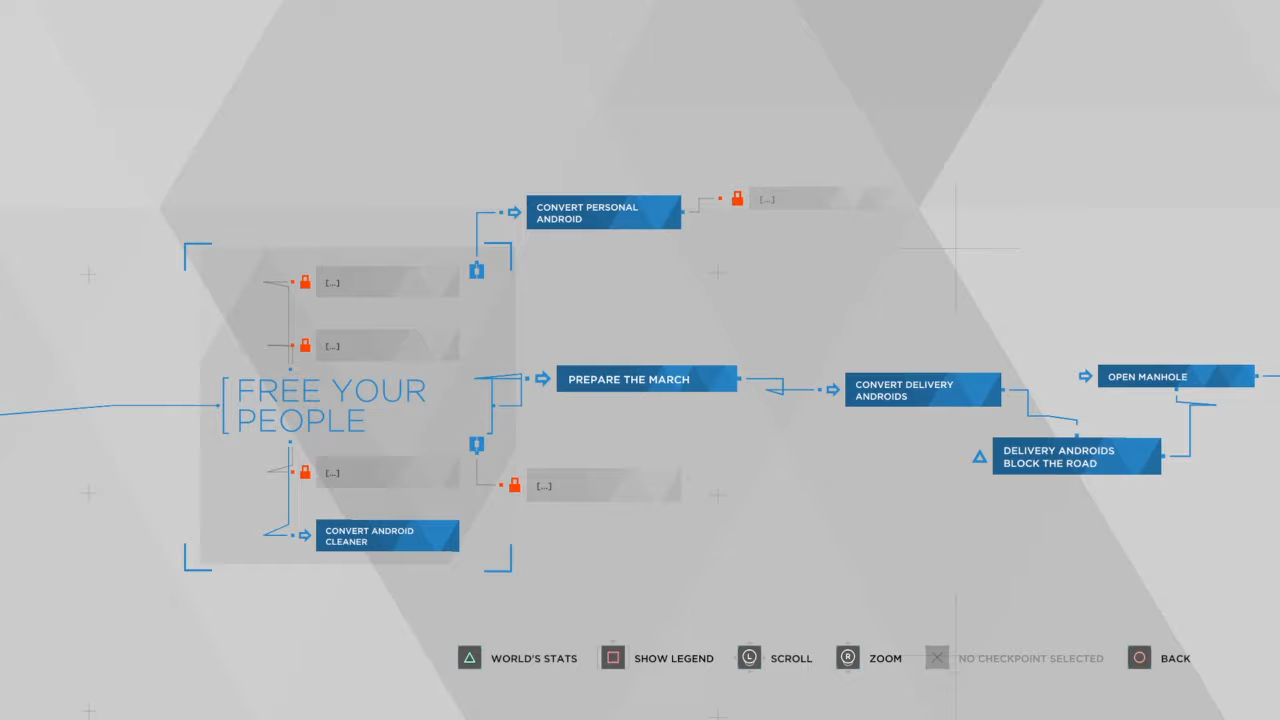 CONVERT PERSONAL
ANDROID
[...]
[...]
[...]
FREE YOUR
PEOPLE
PREPARE THE MARCH
CONVERT DELIVERY
ANDROIDS
OPEN MANHOLE
DELIVERY ANDROIDS
BLOCK THE ROAD
[...]
[...]
CONVERT ANDROID
CLEANER
WORLD'S STATS
SHOW LEGEND
L
SCROLL
R
ZOOM
NO CHECKPOINT SELECTED
BACK